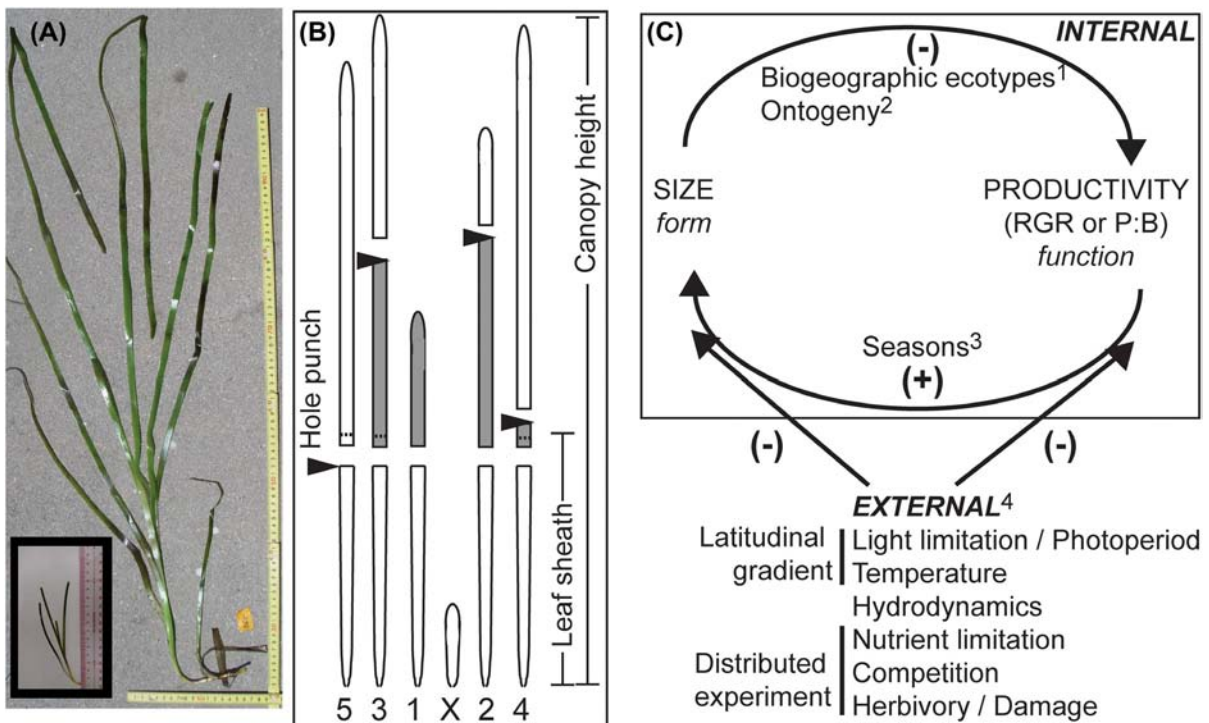 (A)
(B)
Hole punch
Leaf sheath
Canopy height
5 3 1 X 2 4
(C)
INTERNAL
(-)
Biogeographic ecotypes1
Ontogeny2
SIZE
form
PRODUCTIVITY
(RGR or P:B)
function
Seasons3
(+)
(-)
(-)
EXTERNAL4
Latitudinal
gradient
Light limitation / Photoperiod
Temperature
Hydrodynamics
Distributed
experiment
Nutrient limitation
Competition
Herbivory / Damage